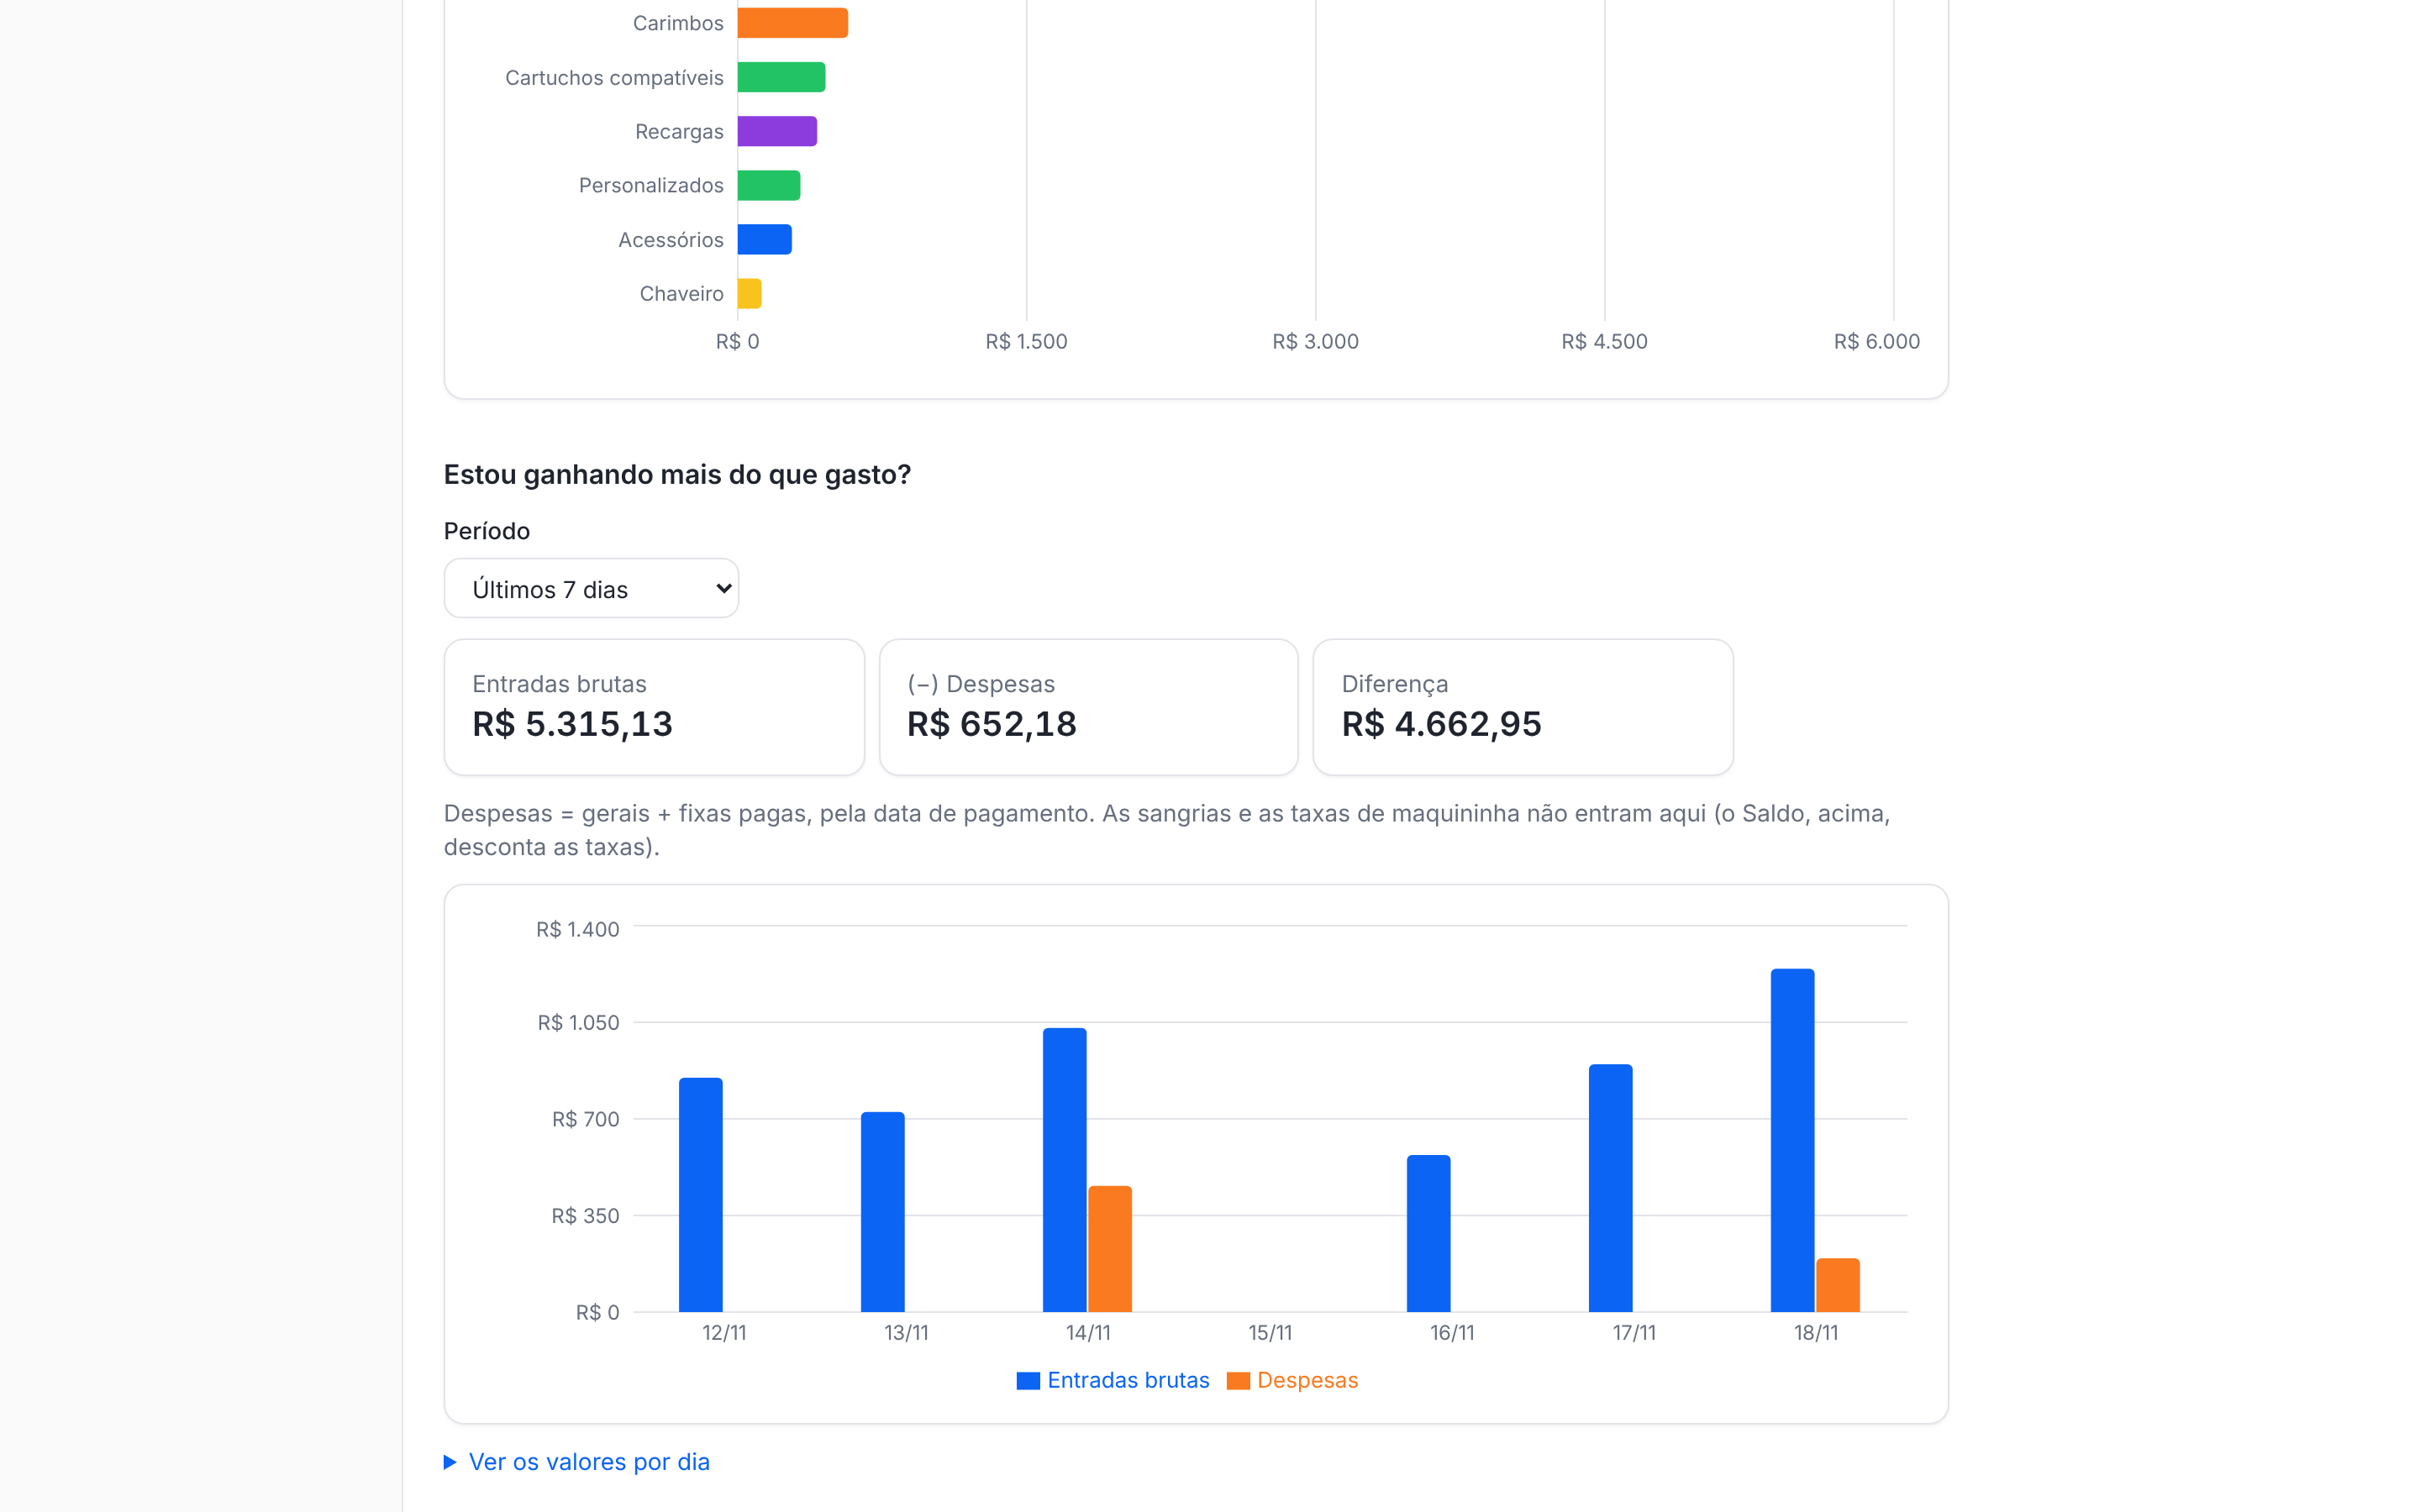 Carimbos
Cartuchos compatíveis
Recargas
Personalizados
Acessórios
Chaveiro
R$ 0
R$ 1.500
R$ 3.000
R$ 4.500
R$ 6.000
Estou ganhando mais do que gasto?
Período
Últimos 7 dias
Entradas brutas
R$ 5.315,13
(−) Despesas
R$ 652,18
Diferença
R$ 4.662,95
Despesas = gerais + fixas pagas, pela data de pagamento. As sangrias e as taxas de maquininha não entram aqui (o Saldo, acima,
desconta as taxas).
R$ 1.400
R$ 1.050
R$ 700
R$ 350
R$ 0
12/11
13/11
14/11
15/11
16/11
17/11
18/11
Entradas brutas
Despesas
Ver os valores por dia